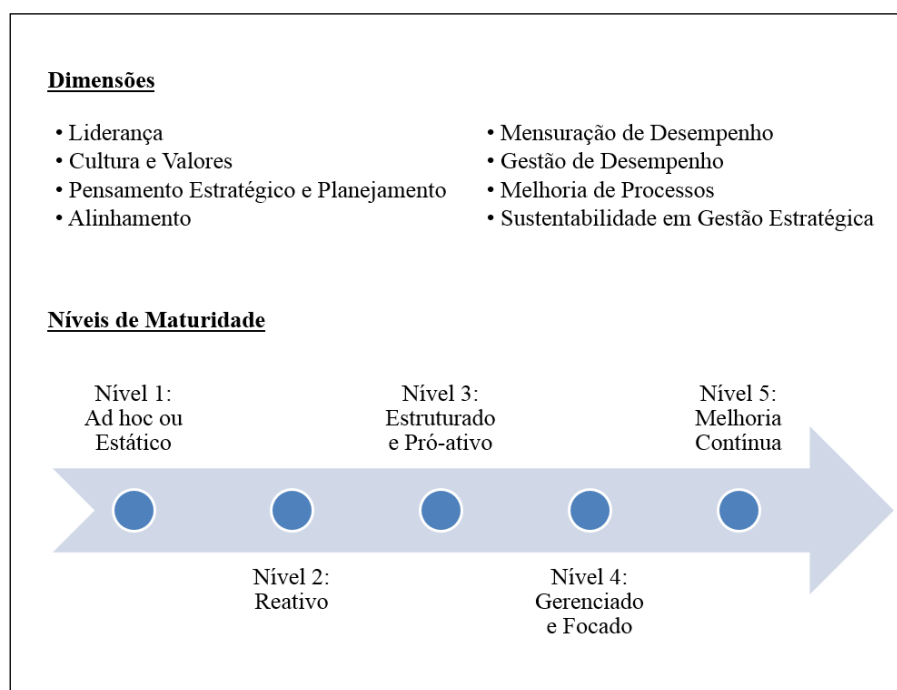 Dimensões
• Liderança
• Cultura e Valores
• Pensamento Estratégico e Planejamento
• Alinhamento
• Mensuração de Desempenho
• Gestão de Desempenho
• Melhoria de Processos
• Sustentabilidade em Gestão Estratégica
Níveis de Maturidade
Nível 1:
Ad hoc ou
Estático
Nível 2:
Reativo
Nível 3:
Estruturado
e Pró-ativo
Nível 4:
Gerenciado
e Focado
Nível 5:
Melhoria
Contínua